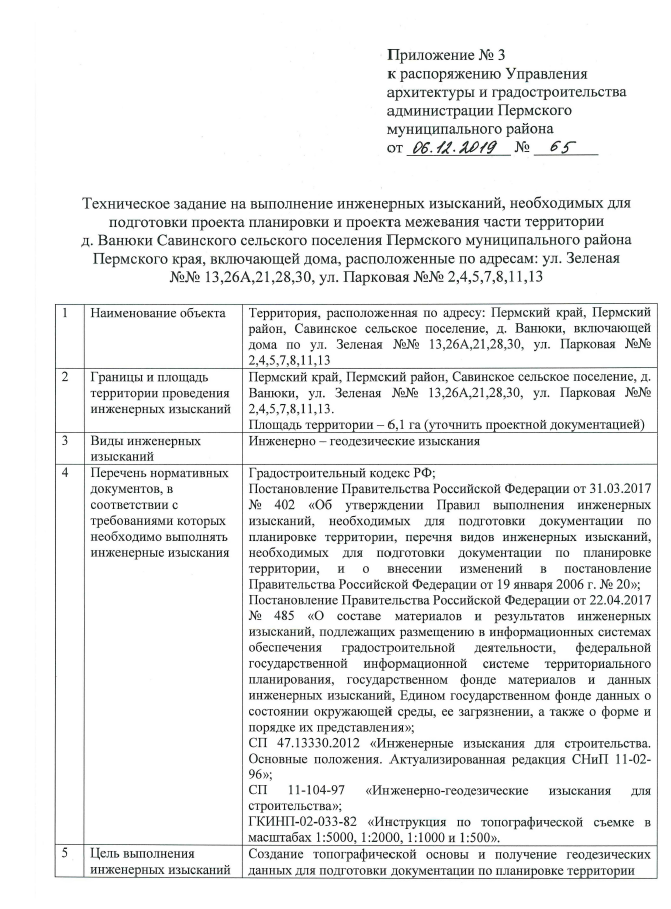 Приложение № 3
к распоряжению Управления
архитектуры и градостроительства
администрации Пермского
муниципального района
от 06.12.2019 № 65
Техническое задание на выполнение инженерных изысканий, необходимых для
подготовки проекта планировки и проекта межевания части территории
д. Ванюки Савинского сельского поселения Пермского муниципального района
Пермского края, включающей дома, расположенные по адресам: ул. Зеленая
№№ 13,26А,21,28,30, ул. Парковая №№ 2,4,5,7,8,11,13
1
Наименование объекта
Территория, расположенная по адресу: Пермский край, Пермский
район, Савинское сельское поселение, д. Ванюки, включающей
дома по ул. Зеленая №№ 13,26А,21,28,30, ул. Парковая №№
2,4,5,7,8,11,13
2
Границы и площадь
территории проведения
инженерных изысканий
Пермский край, Пермский район, Савинское сельское поселение, д.
Ванюки, ул. Зеленая №№ 13,26А,21,28,30, ул. Парковая №№
2,4,5,7,8,11,13.
Площадь территории – 6,1 га (уточнить проектной документацией)
3
Виды инженерных
изысканий
Инженерно – геодезические изыскания
4
Перечень нормативных
документов, в
соответствии с
требованиями которых
необходимо выполнять
инженерные изыскания
Градостроительный кодекс РФ;
Постановление Правительства Российской Федерации от 31.03.2017
№ 402 «Об утверждении Правил выполнения инженерных
изысканий, необходимых для подготовки документации по
планировке территории, перечня видов инженерных изысканий,
необходимых для подготовки документации по планировке
территории, и о внесении изменений в постановление
Правительства Российской Федерации от 19 января 2006 г. № 20»;
Постановление Правительства Российской Федерации от 22.04.2017
№ 485 «О составе материалов и результатов инженерных
изысканий, подлежащих размещению в информационных системах
обеспечения градостроительной деятельности, федеральной
государственной информационной системе территориального
планирования, государственном фонде материалов и данных
инженерных изысканий, Едином государственном фонде данных о
состоянии окружающей среды, ее загрязнении, а также о форме и
порядке их представления»;
СП 47.13330.2012 «Инженерные изыскания для строительства.
Основные положения. Актуализированная редакция СНиП 11-02-
96»;
СП 11-104-97 «Инженерно-геодезические изыскания для
строительства»;
ГКИНП-02-033-82 «Инструкция по топографической съемке в
масштабах 1:5000, 1:2000, 1:1000 и 1:500».
5
Цель выполнения
инженерных изысканий
Создание топографической основы и получение геодезических
данных для подготовки документации по планировке территории